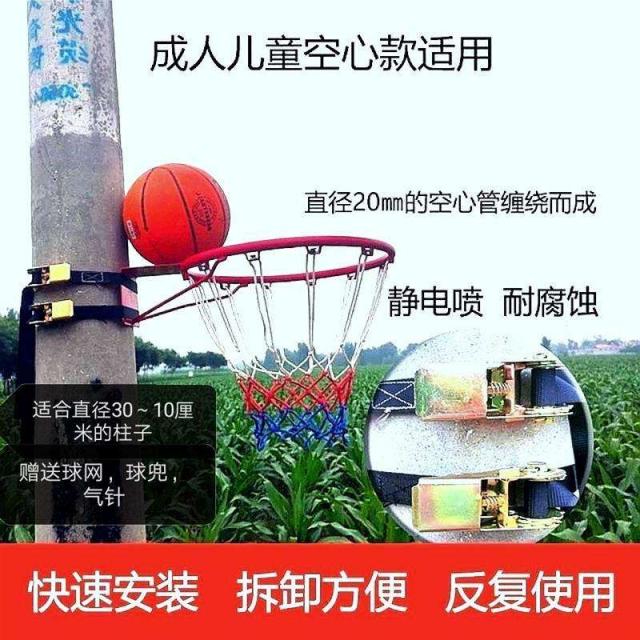 成人儿童空心款适用
直径20mm的空心管缠绕而成
静电喷 耐腐蚀
适合直径30~10厘
米的柱子
赠送球网，球兜，
气针
快速安装 拆卸方便 反复使用